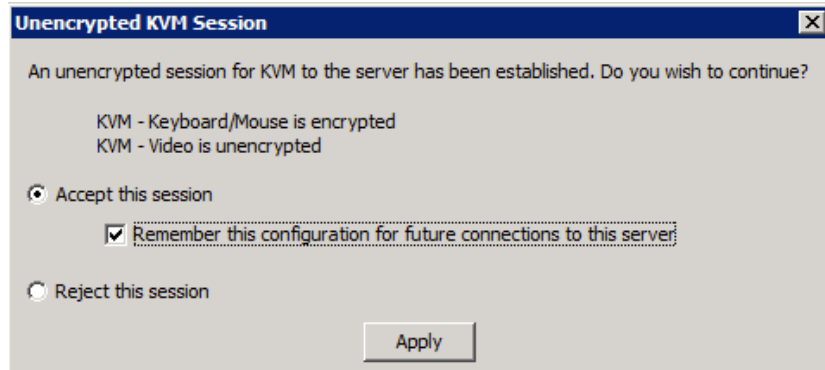 Unencrypted KVM Session
An unencrypted session for KVM to the server has been established. Do you wish to continue?
KVM - Keyboard/Mouse is encrypted
KVM - Video is unencrypted
Accept this session
Remember this configuration for future connections to this server
Reject this session
Apply